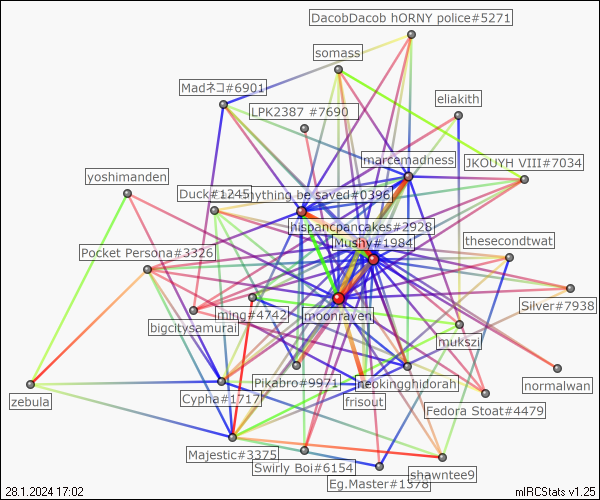 DacobDacob hORNY police#5271
somass
Madネコ#6901
LPK2387 #7690
eliakith
marcemadness
JKOUYH VIII#7034
yoshimanden
Duck#1245
anything be saved#0396
hispancpancakes#2928
Mushy#1984
thesecondtwat
Pocket Persona#3326
Silver#7938
ming#4742
moonraven
bigcitysamurai
mukszi
Pikabro#9971
neokingghidorah
normalwan
zebula
Cypha#1717
frisout
Fedora Stoat#4479
Majestic#3375
Swirly Boi#6154
shawntee9
Eg.Master#1378
28.1.2024 17:02
mIRCStats v1.25